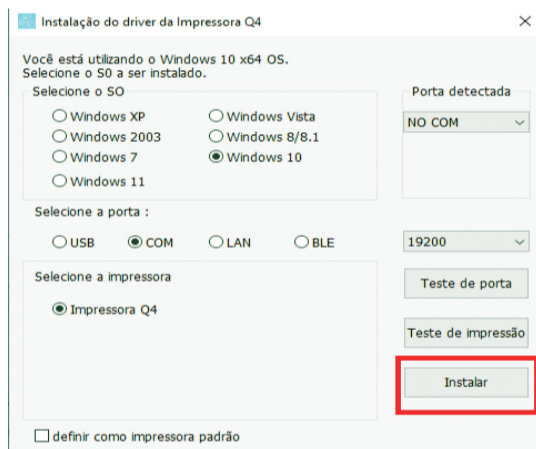 Instalação do driver da Impressora Q4
Você está utilizando o Windows 10 x64 OS.
Selecione o S0 a ser instalado.
Selecione o SO
Windows XP
Windows Vista
Windows 2003
Windows 8/8.1
Windows 7
Windows 10
Windows 11
Porta detectada
NO COM
Selecione a porta :
USB
COM
LAN
BLE
19200
Selecione a impressora
Impressora Q4
Teste de porta
Teste de impressão
Instalar
definir como impressora padrão